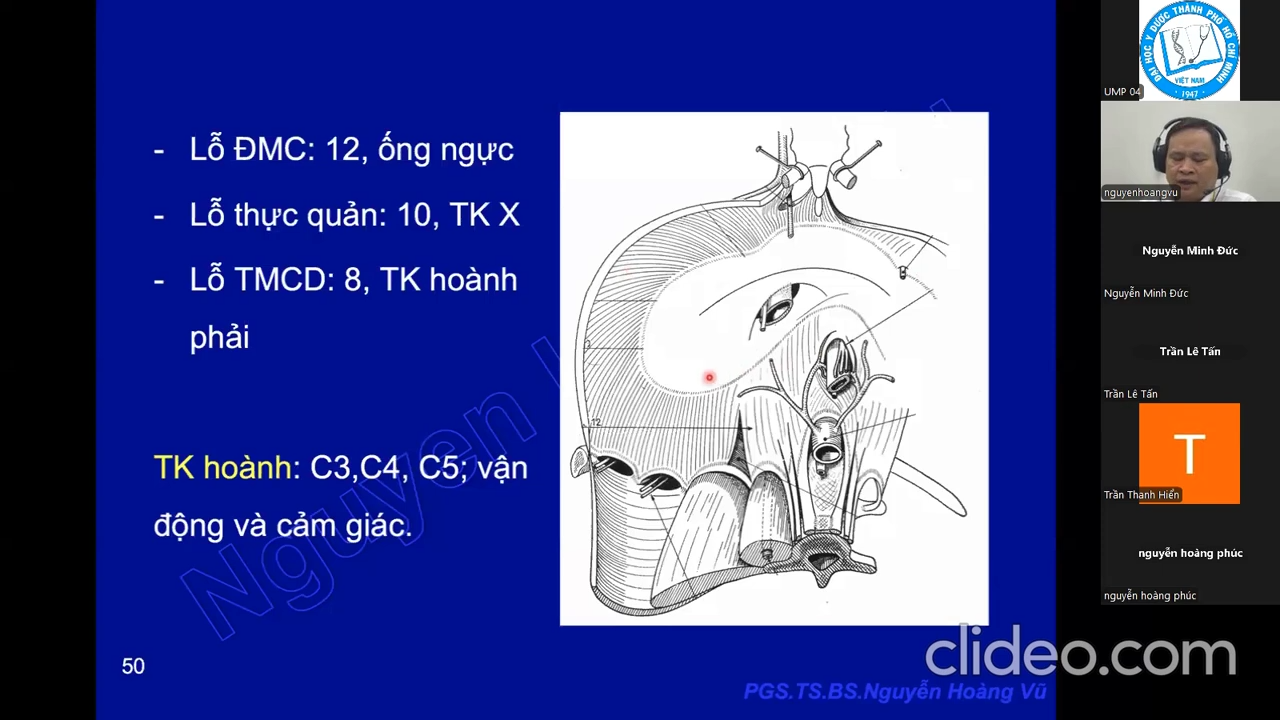 - Lỗ ĐMC: 12, ống ngực
- Lỗ thực quản: 10, TK X
- Lỗ TMCD: 8, TK hoành
phải
TK hoành: C3,C4, C5; vận
động và cảm giác.
12
Nguyen
50
PGS.TS.BS.Nguyễn Hoàng Vũ
clideo.com
ĐẠI HỌC Y DƯỢC THÀNH PHỐ HỒ CHÍ MINH
VIỆT NAM
1947
UMP 04
nguyenhoangvu
Nguyễn Minh Đức
Nguyễn Minh Đức
Trần Lê Tấn
Trần Lê Tấn
T
Trần Thanh Hiển
nguyễn hoàng phúc
nguyễn hoàng phúc